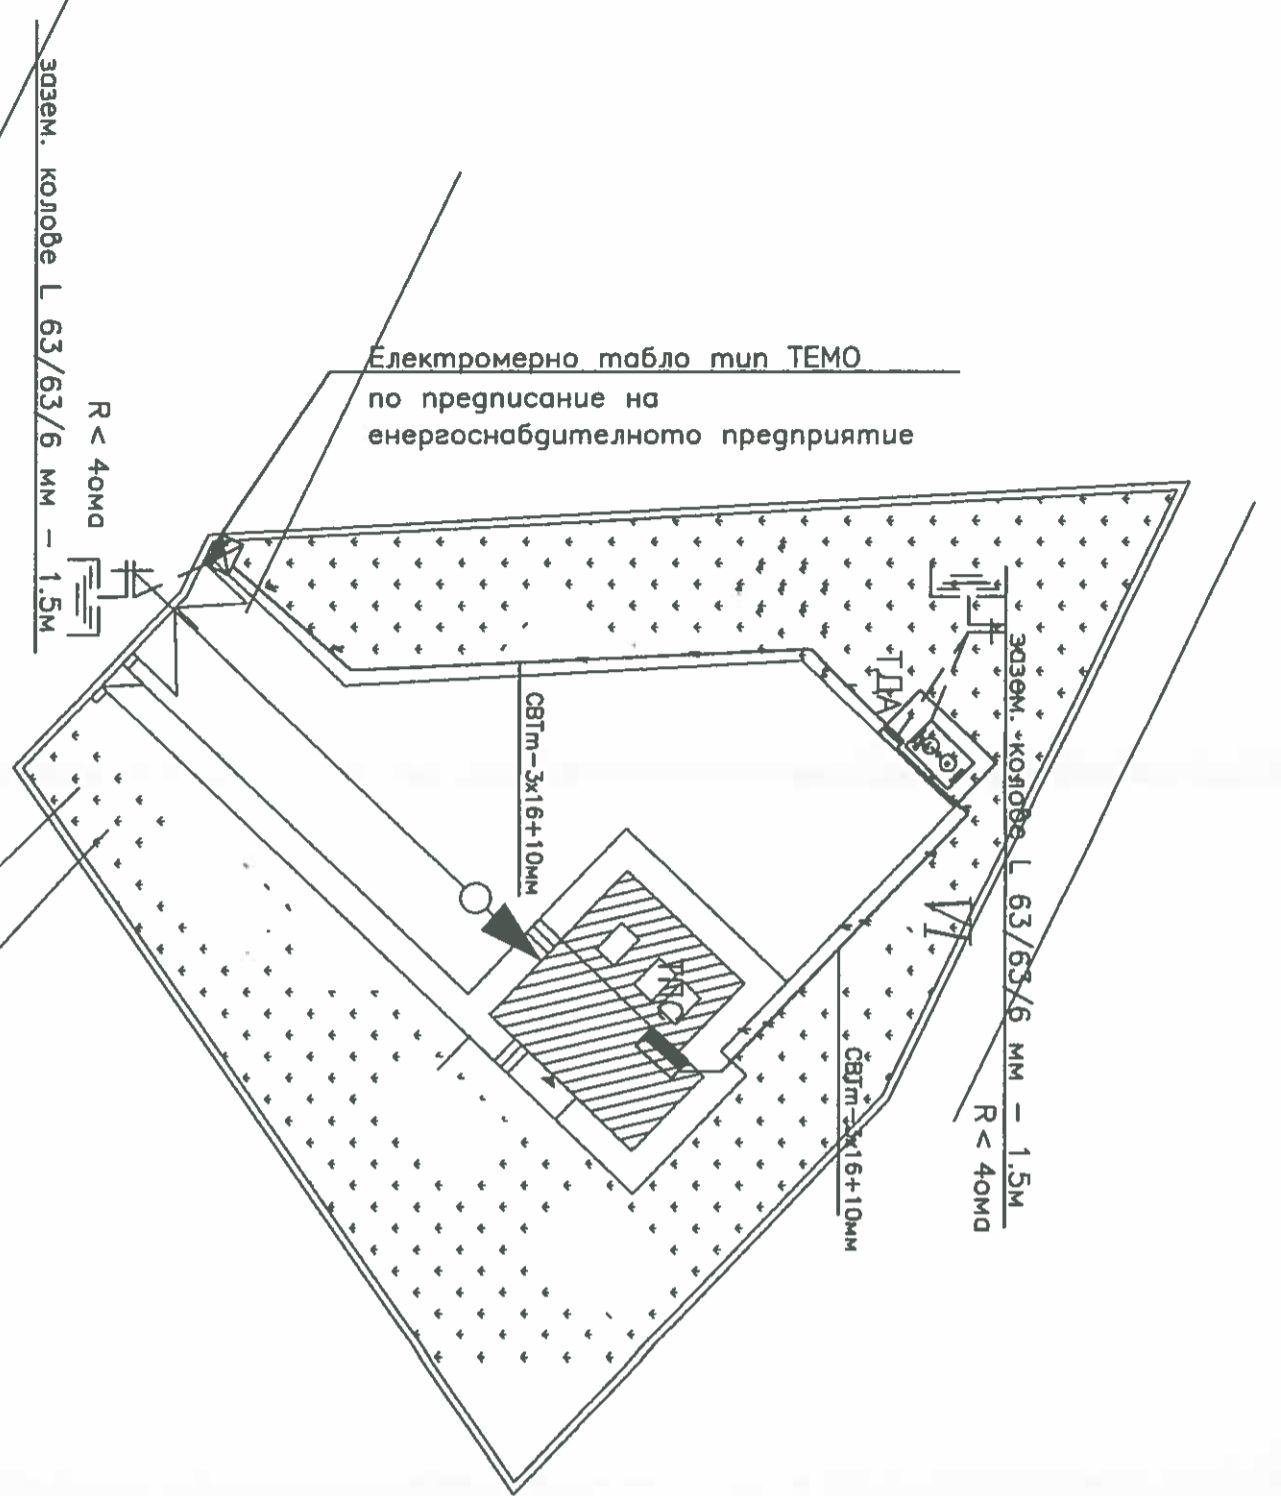 Електромерно табло тип ТЕМО
по предписание на
енергоснабдителното предприятие
зазем. колове L 63/63/6 мм – 1.5м
R < 4ома
СВТт–3х16+10мм
ТДА
зазем. колове L 63/63/6 мм – 1.5м
R < 4ома
VI
СВТт–3х16+10мм